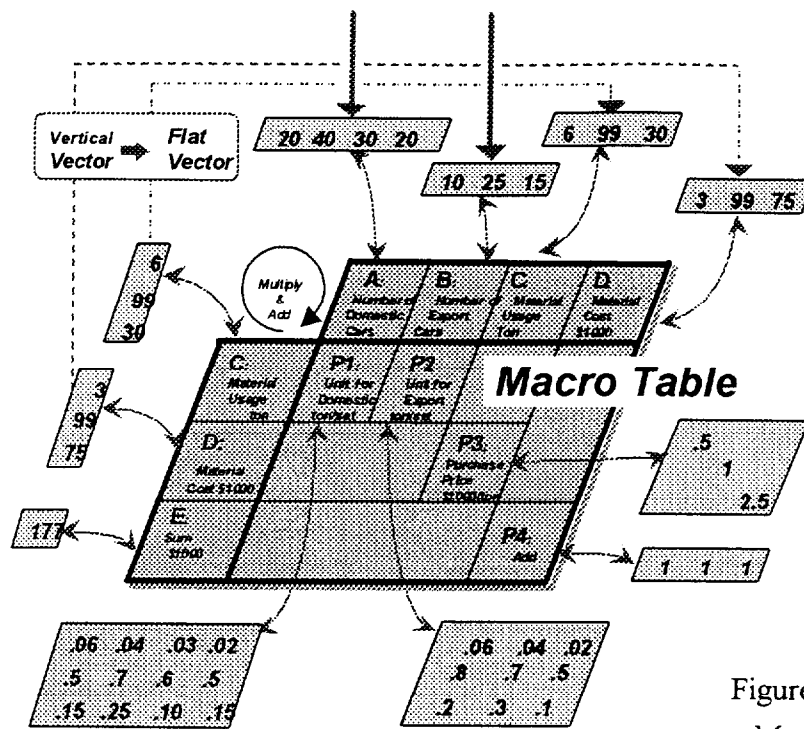 Vertical Vector
Flat Vector
20 40 30 20
10 25 15
6 99 30
3 99 75
6
99
30
3
99
75
177
Multiply
&
Add
A.
Number of
Domestic
Cars
B.
Number of
Export
Cars
C.
Material
Usage
Ton
D.
Material
Cost
$1000
C.
Material
Usage
ton
P1.
Unit for
Domestic
ton/set
P2.
Unit for
Export
ton/set
Macro Table
D.
Material
Cost $1000
P3.
Purchase
Price
E.
Sum
$1000
P4.
Add
.5
1
2.5
1 1 1
.06 .04 .03 .02
.5 .7 .6 .5
.15 .25 .10 .15
.06 .04 .02
.8 .7 .5
.2 .3 .1
Figure